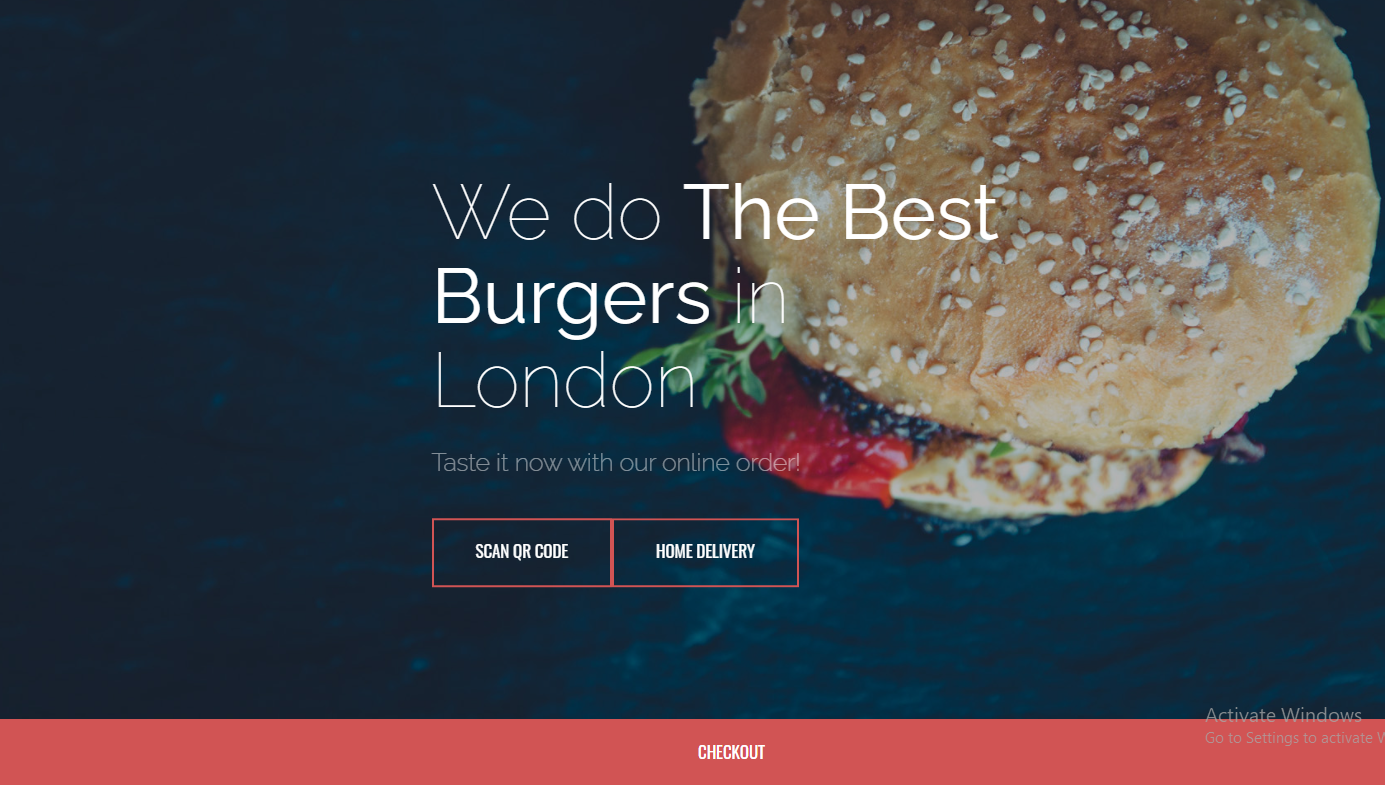 We do The Best
Burgers in
London
Taste it now with our online order!
SCAN QR CODE
HOME DELIVERY
Activate Windows
Go to Settings to activate
CHECKOUT